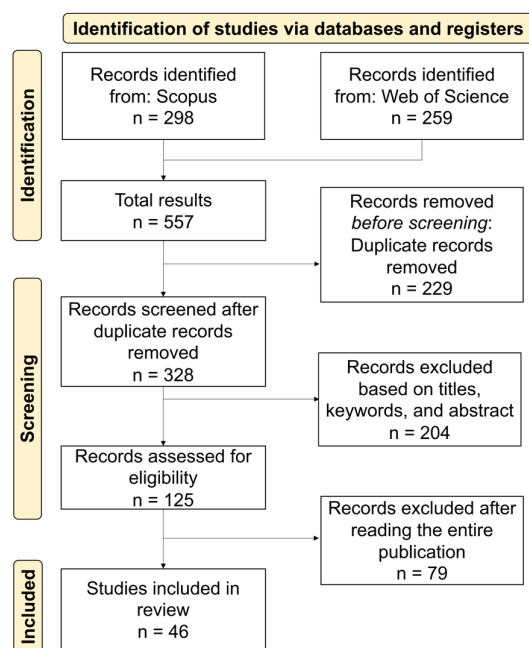 Identification of studies via databases and registers
Identification
Records identified
from: Scopus
n = 298
Records identified
from: Web of Science
n = 259
Total results
n = 557
Records removed
before screening:
Duplicate records
removed
n = 229
Screening
Records screened after
duplicate records
removed
n = 328
Records excluded
based on titles,
keywords, and abstract
n = 204
Records assessed for
eligibility
n = 125
Records excluded after
reading the entire
publication
n = 79
Included
Studies included in
review
n = 46